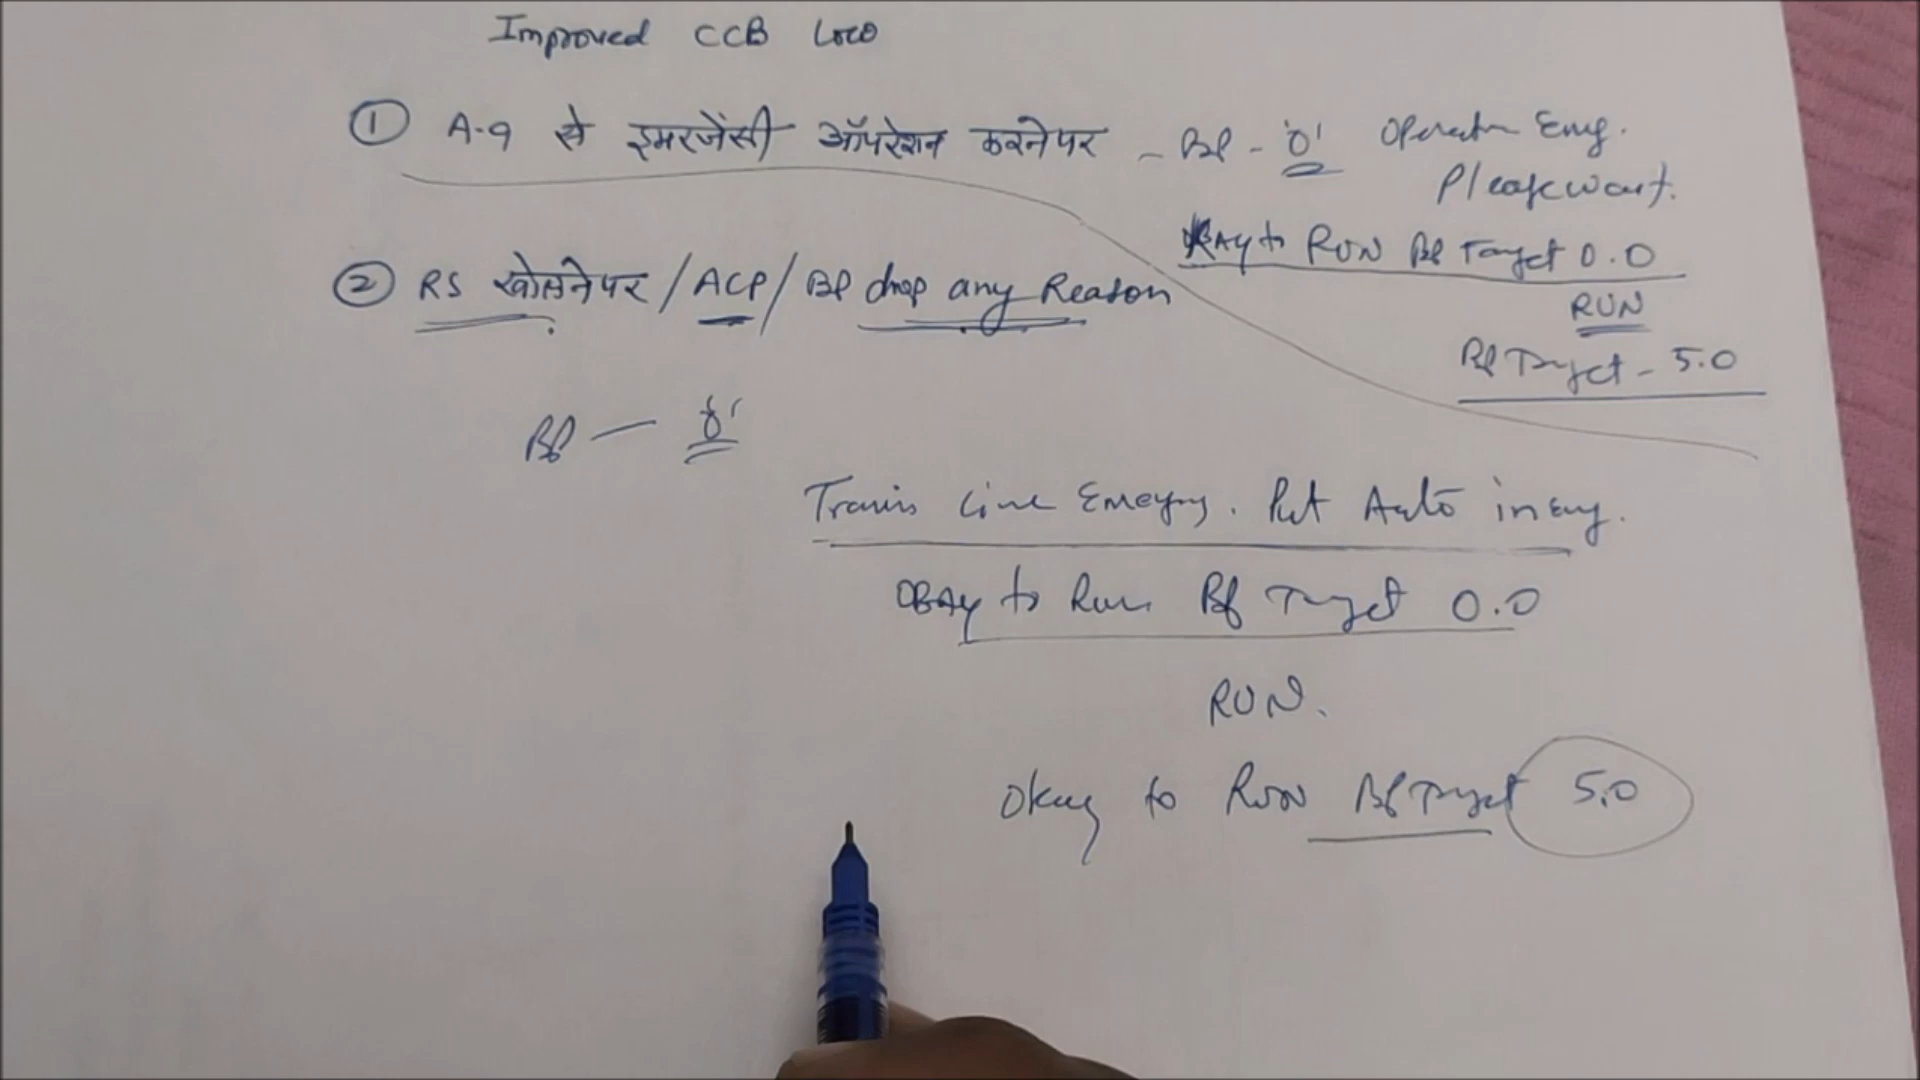 Improved CCB Loco
① A-9 से इमरजेंसी ऑपरेशन करनेपर - BP - '0' Operator Emg.
Please wait.
OKAY to RUN BP Target 0.0
RUN
BP Target - 5.0
② RS खोलनेपर / ACP / BP drop any Reason
BP - '0'
Train Line Emergency. Put Auto in Emg.
OKAY to Run BP Target 0.0
RUN.
Okay to Run BP Target 5.0